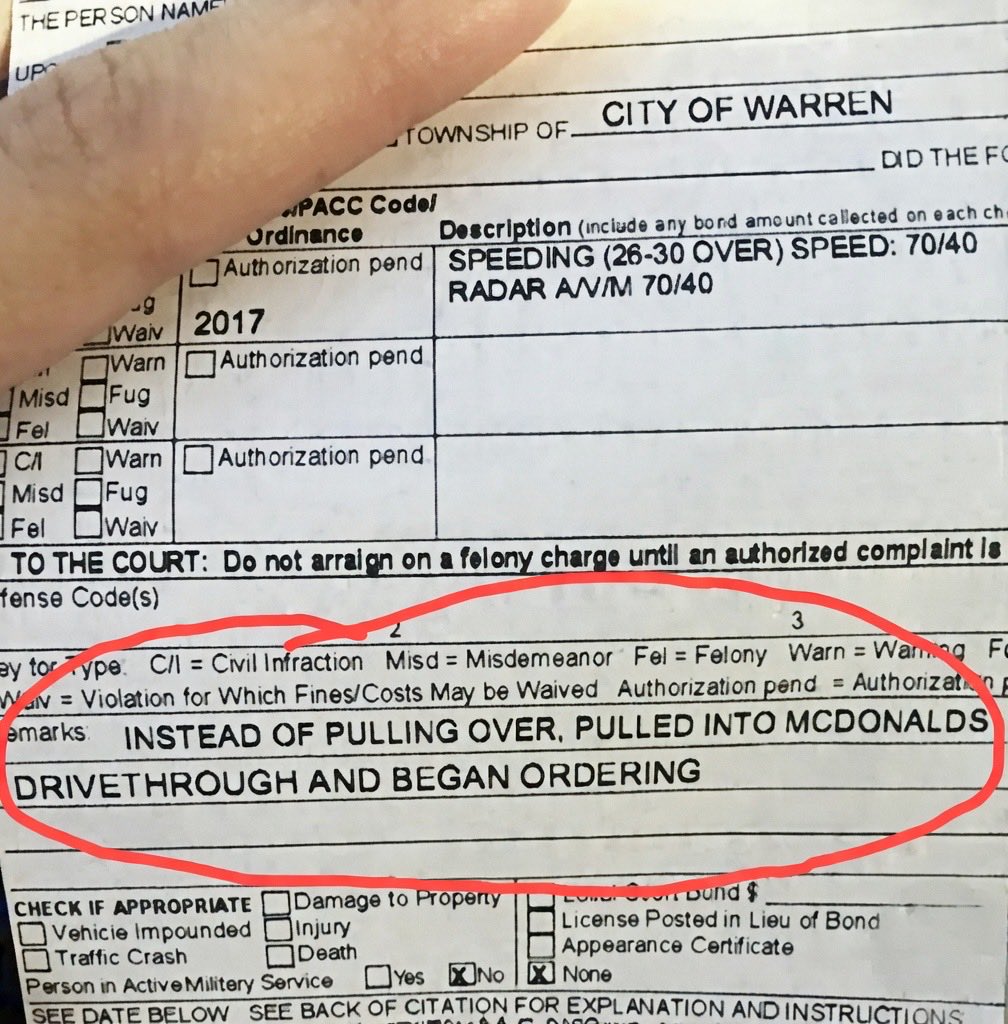 THE PERSON NAME
TOWNSHIP OF CITY OF WARREN
DID THE
PACC Code/
Ordinance
Description (include any bond amount collected on each
Authorization pend
SPEEDING (26-30 OVER) SPEED: 70/40
RADAR A/V/M 70/40
Waiv
2017
Warn
Authorization pend
Misd
Fug
Fel
Waiv
C/I
Warn
Authorization pend
Misd
Fug
Fel
Waiv
TO THE COURT: Do not arraign on a felony charge until an authorized complaint is
fense Code(s)
2 3
ey for Type: C/I = Civil Infraction Misd = Misdemeanor Fel = Felony Warn = Warning
Waiv = Violation for Which Fines/Costs May be Waived Authorization pend = Authorization
emarks: INSTEAD OF PULLING OVER, PULLED INTO MCDONALDS
DRIVETHROUGH AND BEGAN ORDERING
CHECK IF APPROPRIATE
Damage to Property
Bond $
Vehicle Impounded
Injury
License Posted in Lieu of Bond
Traffic Crash
Death
Appearance Certificate
Person in Active Military Service
Yes
X No
X None
SEE DATE BELOW SEE BACK OF CITATION FOR EXPLANATION AND INSTRUCTIONS